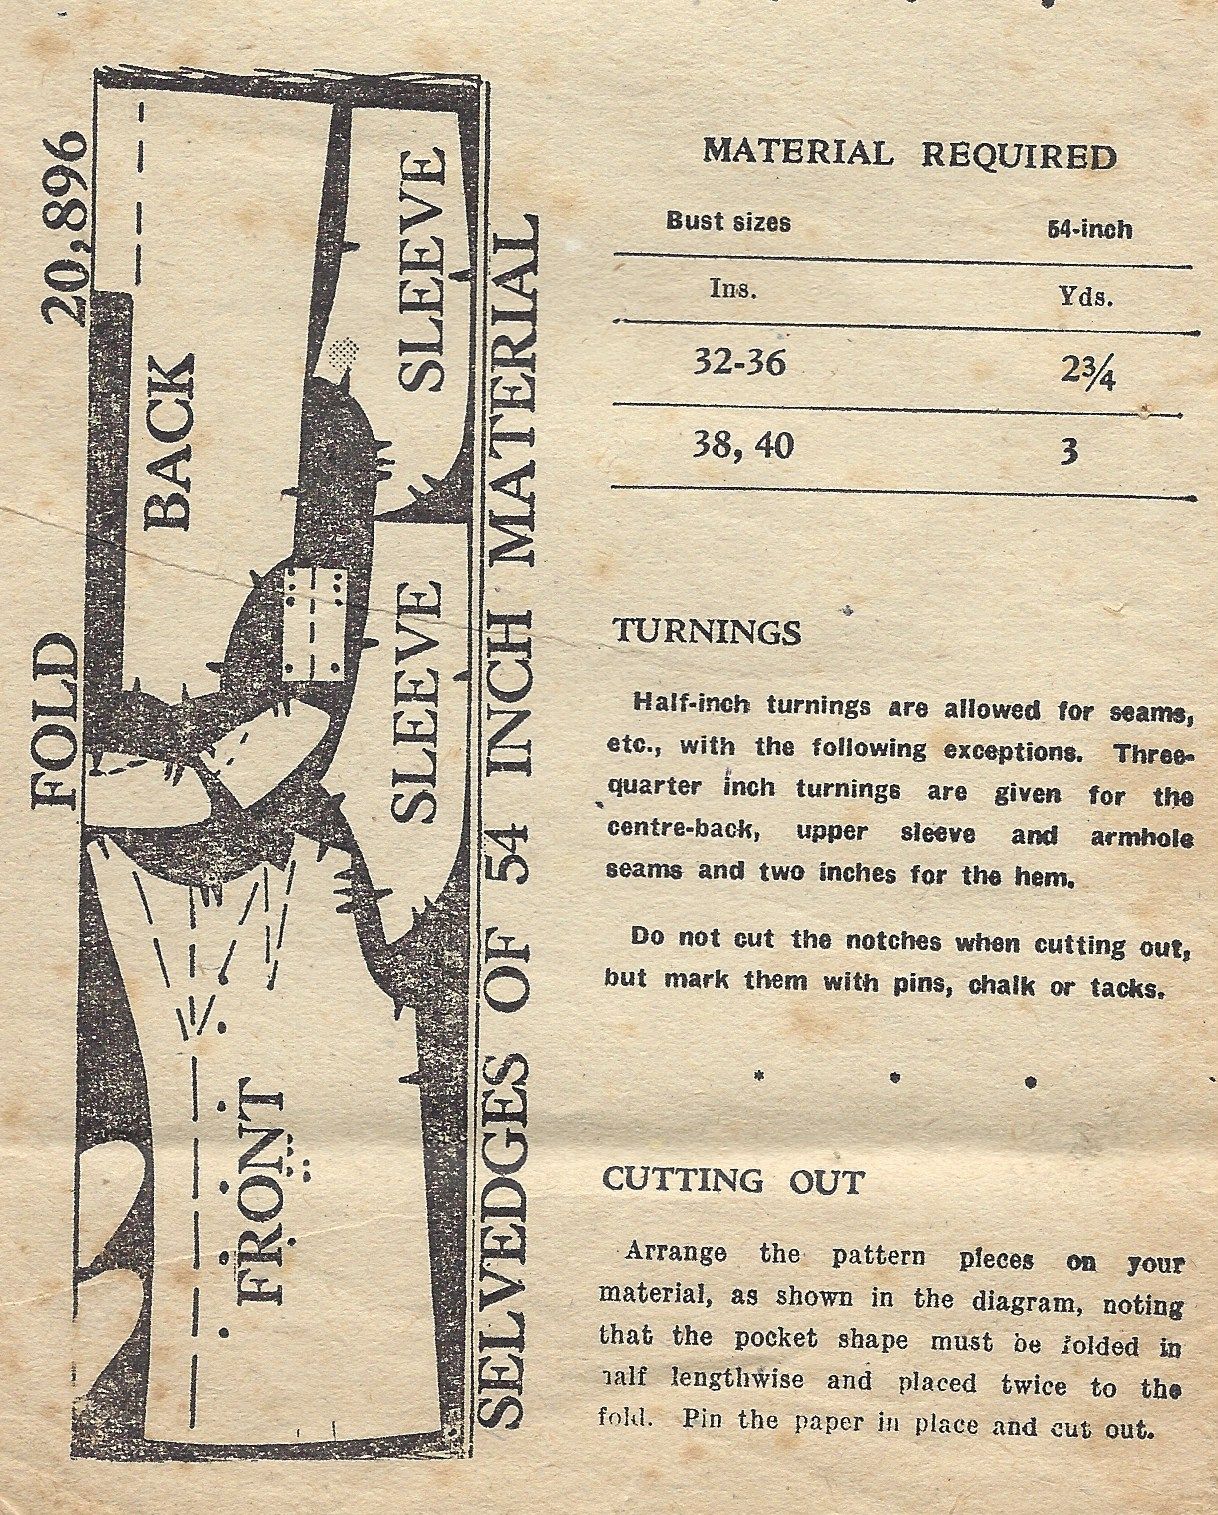 20,896
FOLD
BACK
SLEEVE
SLEEVE
FRONT
SELVEDGES OF 54 INCH MATERIAL
MATERIAL REQUIRED
Bust sizes 54-inch
Ins. Yds.
32-36 2¾
38, 40 3
TURNINGS
Half-inch turnings are allowed for seams,
etc., with the following exceptions. Three-
quarter inch turnings are given for the
centre-back, upper sleeve and armhole
seams and two inches for the hem.
Do not cut the notches when cutting out,
but mark them with pins, chalk or tacks.
CUTTING OUT
Arrange the pattern pieces on your
material, as shown in the diagram, noting
that the pocket shape must be folded in
half lengthwise and placed twice to the
fold. Pin the paper in place and cut out.